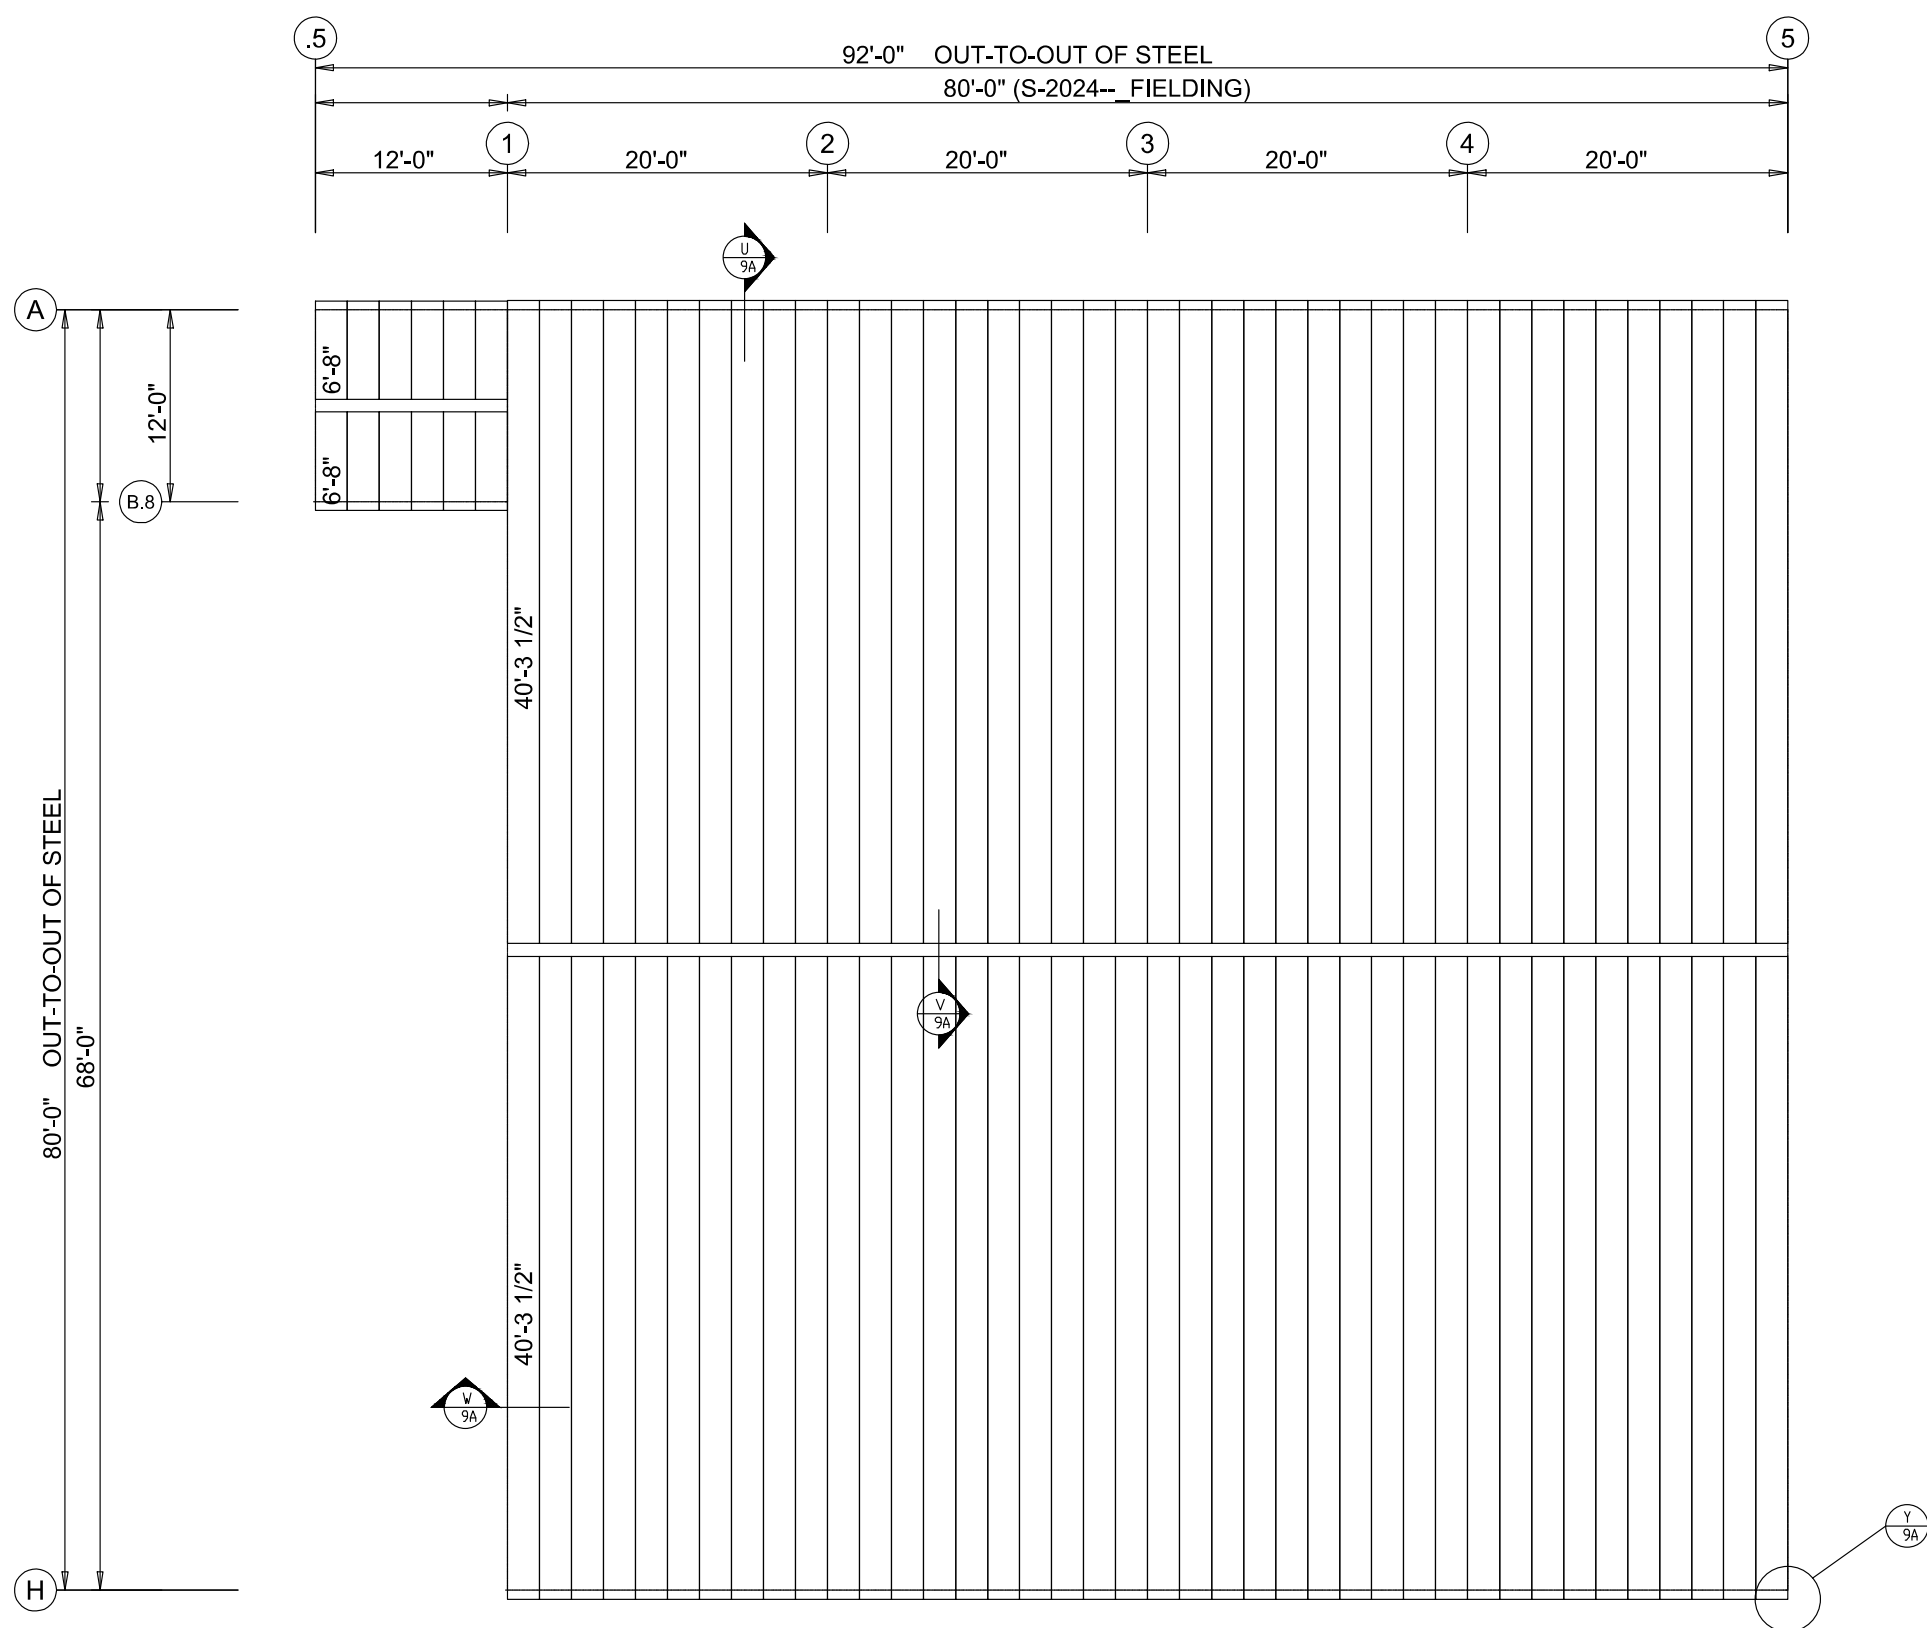 .5
5
92'-0" OUT-TO-OUT OF STEEL
80'-0" (S-2024--_FIELDING)
1
2
3
4
12'-0"
20'-0"
20'-0"
20'-0"
20'-0"
U
9A
A
6'-8"
12'-0"
6'-8"
B.8
40'-3 1/2"
80'-0" OUT-TO-OUT OF STEEL
68'-0"
V
9A
40'-3 1/2"
W
9A
Y
9A
H